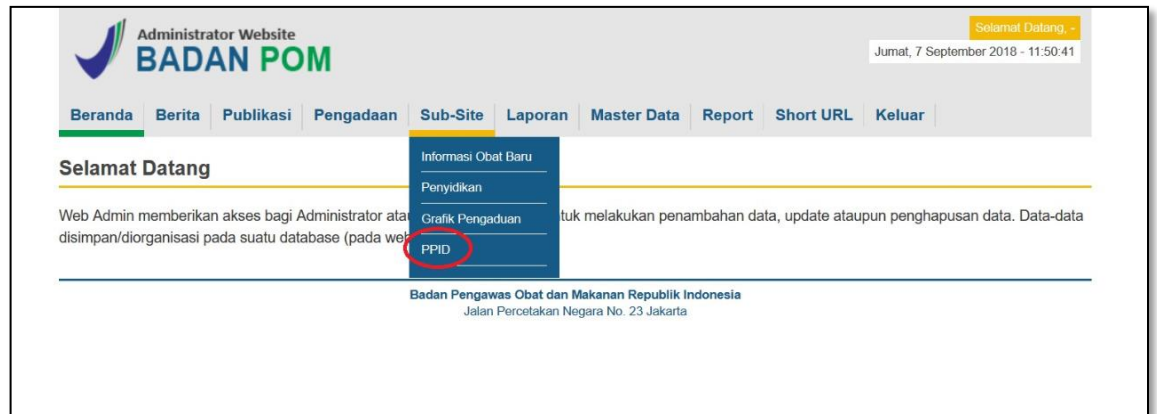 Administrator Website
BADAN POM
Selamat Datang, -
Jumat, 7 September 2018 - 11:50:41
Beranda Berita Publikasi Pengadaan Sub-Site Laporan Master Data Report Short URL Keluar
Informasi Obat Baru
Penyidikan
Grafik Pengaduan
PPID
Selamat Datang
Web Admin memberikan akses bagi Administrator atau tuk melakukan penambahan data, update ataupun penghapusan data. Data-data
disimpan/diorganisasi pada suatu database (pada web
Badan Pengawas Obat dan Makanan Republik Indonesia
Jalan Percetakan Negara No. 23 Jakarta